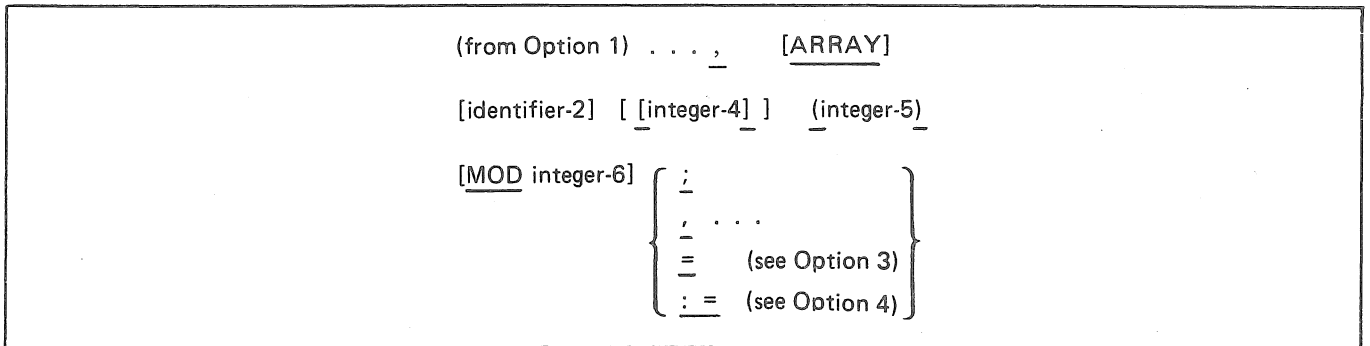 (from Option 1) . . . , [ARRAY]
[identifier-2] [ [integer-4] ] (integer-5)
[MOD integer-6] { ; }
, . . .
= (see Option 3)
: = (see Option 4)